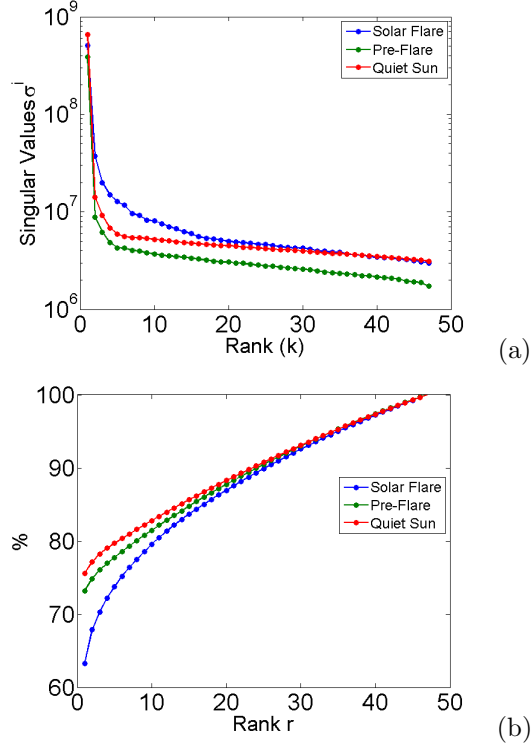 10^9
10^8
10^7
10^6
Singular Values σ^i
Solar Flare
Pre-Flare
Quiet Sun
0 10 20 30 40 50
Rank (k)
(a)
100
90
80
70
60
%
Solar Flare
Pre-Flare
Quiet Sun
0 10 20 30 40 50
Rank r
(b)